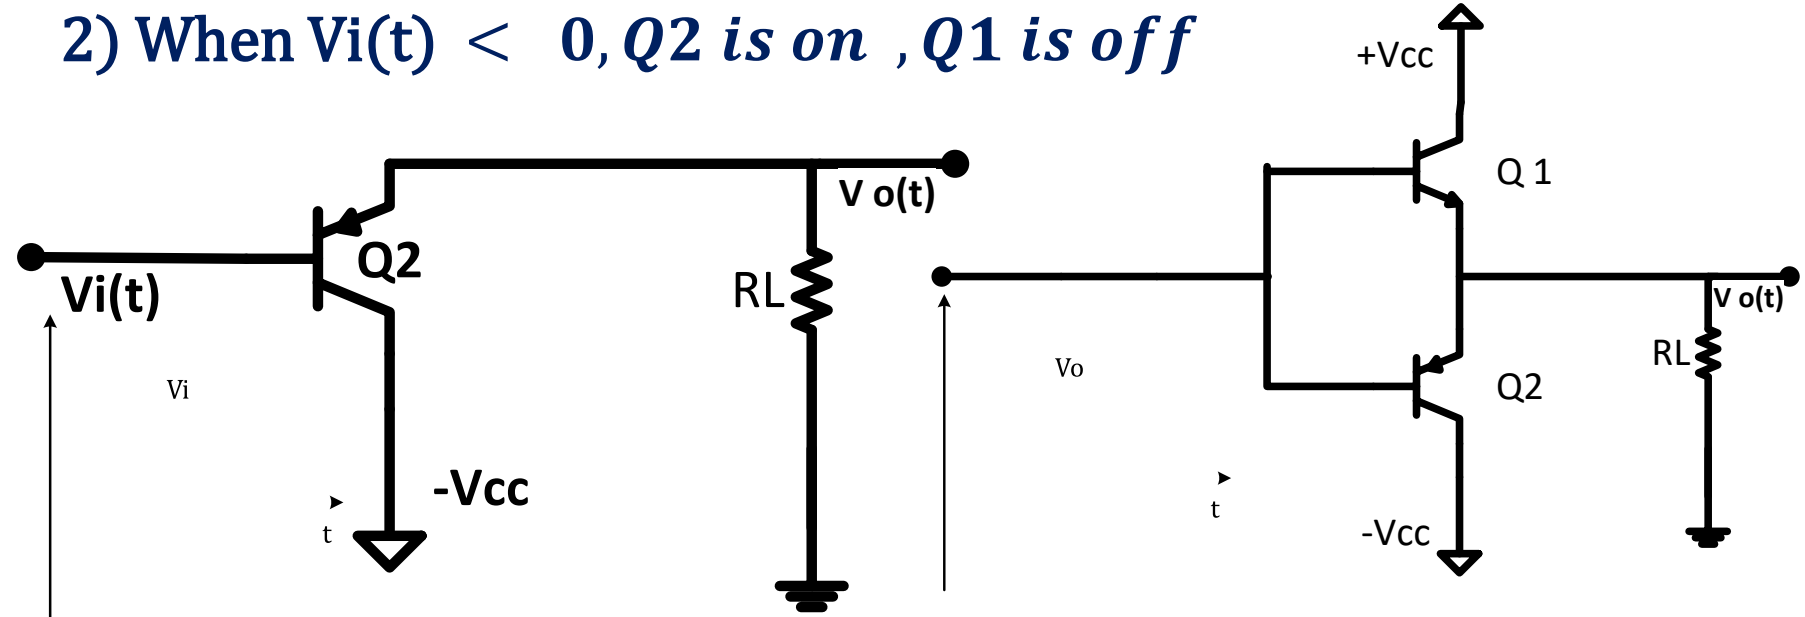 2) When Vi(t) < 0, Q2 is on , Q1 is off
+Vcc
Q 1
V o(t)
Q2
Vi(t)
RL
V o(t)
RL
Vi
Vo
Q2
-Vcc
t
t
-Vcc